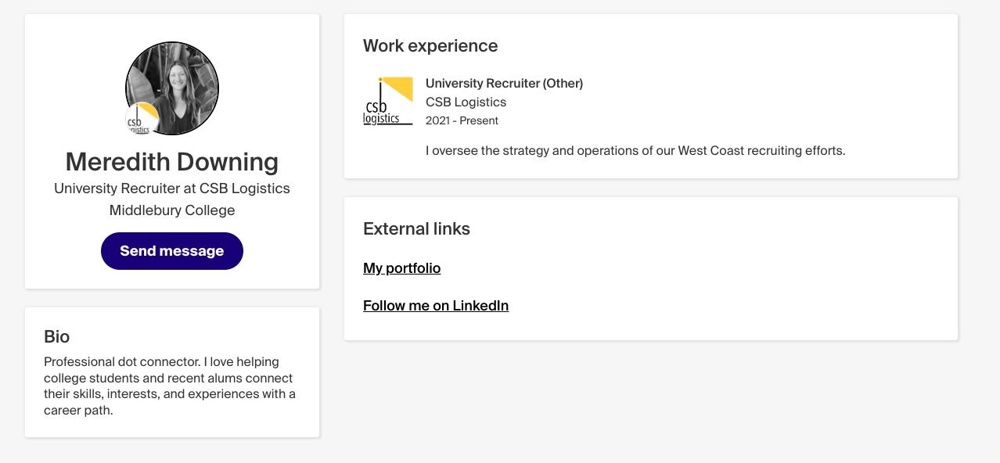 csb
logistics
Meredith Downing
University Recruiter at CSB Logistics
Middlebury College
Send message
Bio
Professional dot connector. I love helping
college students and recent alums connect
their skills, interests, and experiences with a
career path.
Work experience
csb
logistics
University Recruiter (Other)
CSB Logistics
2021 - Present
I oversee the strategy and operations of our West Coast recruiting efforts.
External links
My portfolio
Follow me on LinkedIn